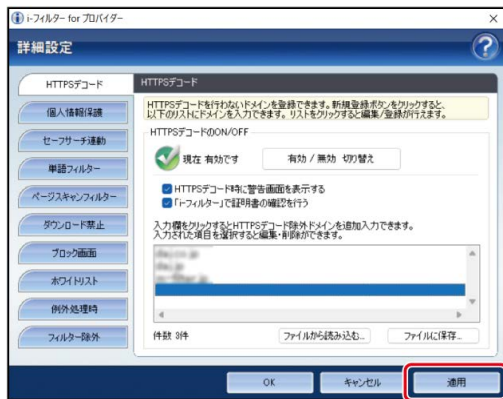 i-フィルター for プロバイダー
詳細設定
HTTPSデコード
個人情報保護
セーフサーチ連動
単語フィルター
ページスキャンフィルター
ダウンロード禁止
ブロック画面
ホワイトリスト
例外処理時
フィルター除外
HTTPSデコード
HTTPSデコードを行わないドメインを登録できます。新規登録ボタンをクリックすると、
以下のリストにドメインを入力できます。リストをクリックすると編集/登録が行えます。
HTTPSデコードのON/OFF
現在 有効です
有効 / 無効 切り替え
HTTPSデコード時に警告画面を表示する
「i-フィルター」で証明書の確認を行う
入力欄をクリックするとHTTPSデコード除外ドメインを追加入力できます。
入力された項目を選択すると編集・削除ができます。
件数 3件
ファイルから読み込む...
ファイルに保存...
OK
キャンセル
適用